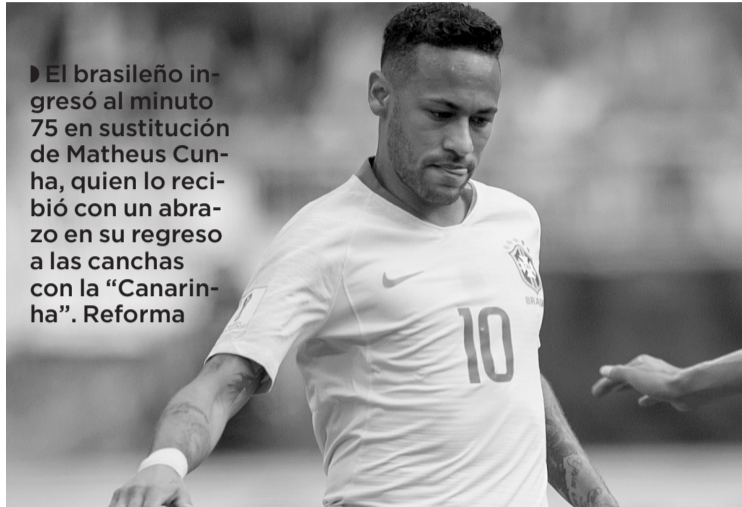 ◗ El brasileño in-
gresó al minuto
75 en sustitución
de Matheus Cun-
ha, quien lo reci-
bió con un abra-
zo en su regreso
a las canchas
con la “Canarin-
ha”. Reforma
BRASIL
10